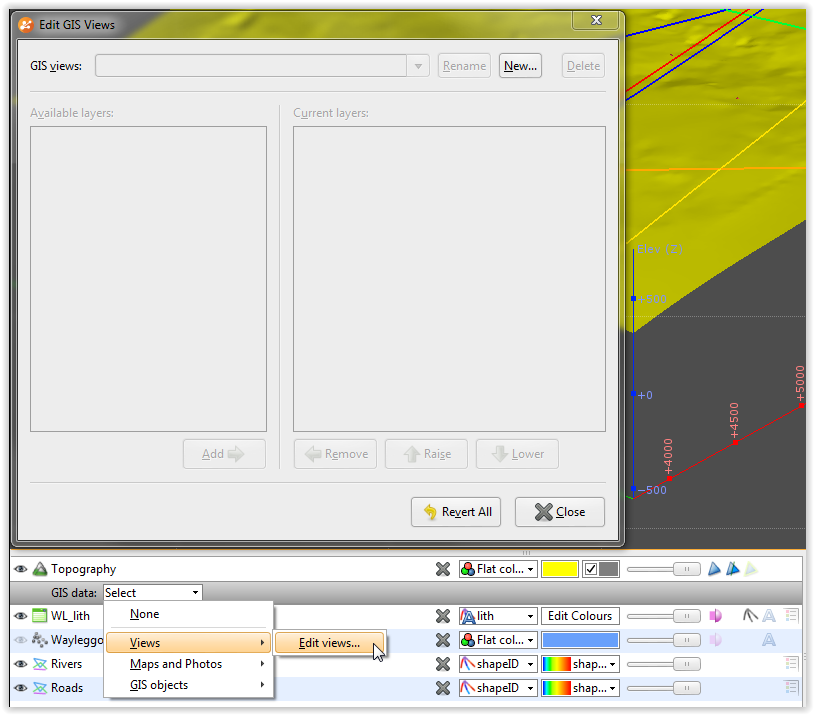 Edit GIS Views
GIS views:
Rename
New...
Delete
Available layers:
Current layers:
Add
Remove
Raise
Lower
Revert All
Close
Elev (Z)
+500
+0
-500
+4000
+4500
+5000
Topography
Flat col...
GIS data: Select
WL_lith
lith
Edit Colours
Wayleggo
Flat col...
Rivers
shapeID
shap...
Roads
shapeID
shap...
None
Views
Maps and Photos
GIS objects
Edit views...